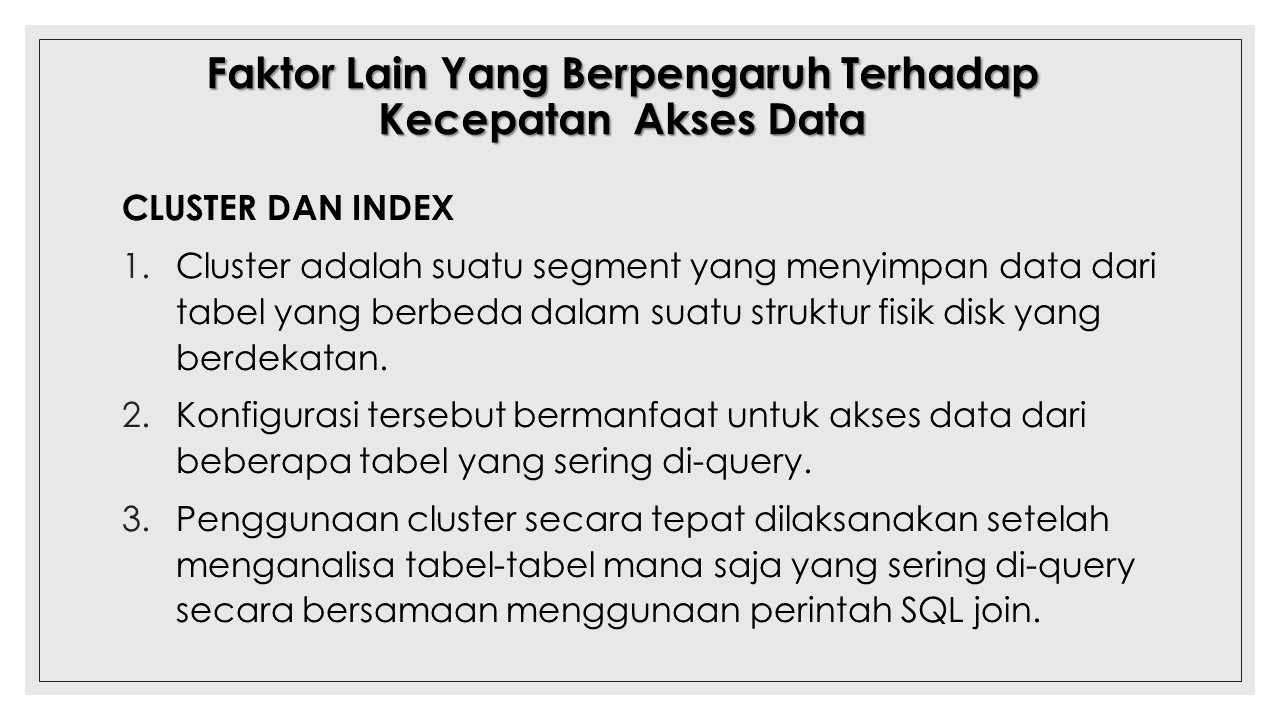 Faktor Lain Yang Berpengaruh Terhadap
Kecepatan Akses Data
CLUSTER DAN INDEX
1. Cluster adalah suatu segment yang menyimpan data dari
tabel yang berbeda dalam suatu struktur fisik disk yang
berdekatan.
2. Konfigurasi tersebut bermanfaat untuk akses data dari
beberapa tabel yang sering di-query.
3. Penggunaan cluster secara tepat dilaksanakan setelah
menganalisa tabel-tabel mana saja yang sering di-query
secara bersamaan menggunaan perintah SQL join.